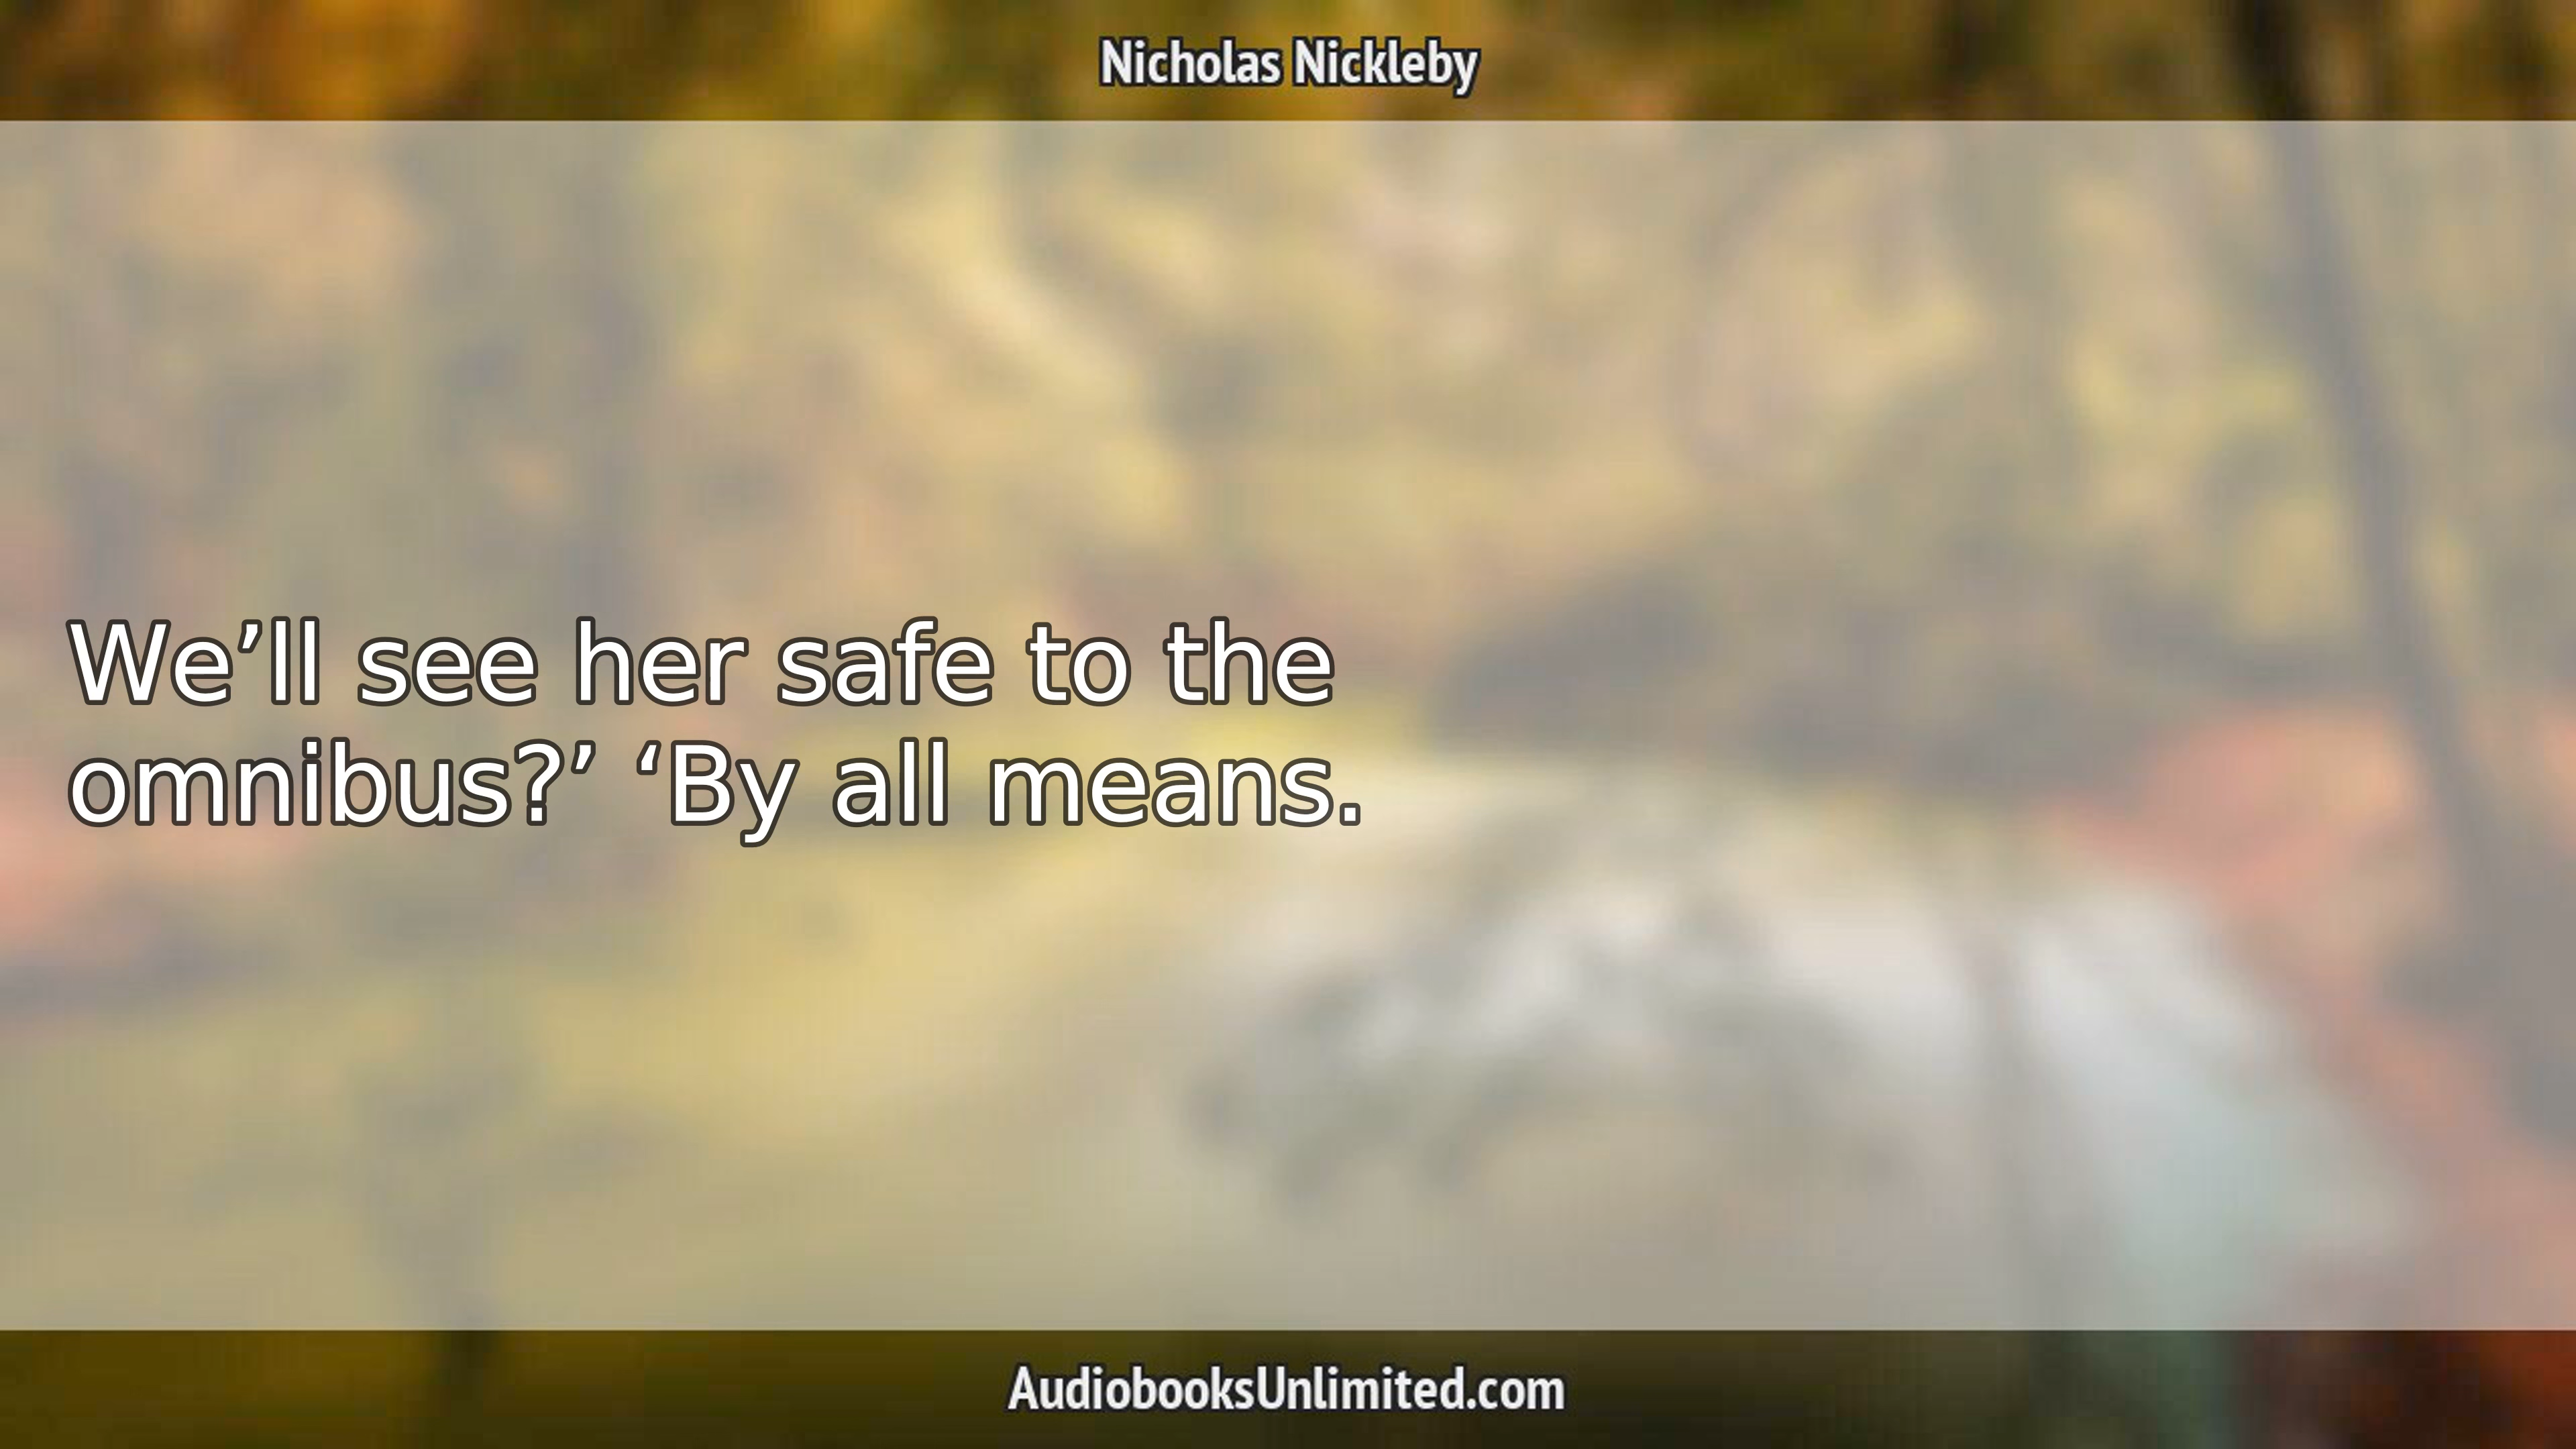 Nicholas Nickleby
We’ll see her safe to the
omnibus?’ ‘By all means.
AudiobooksUnlimited.com